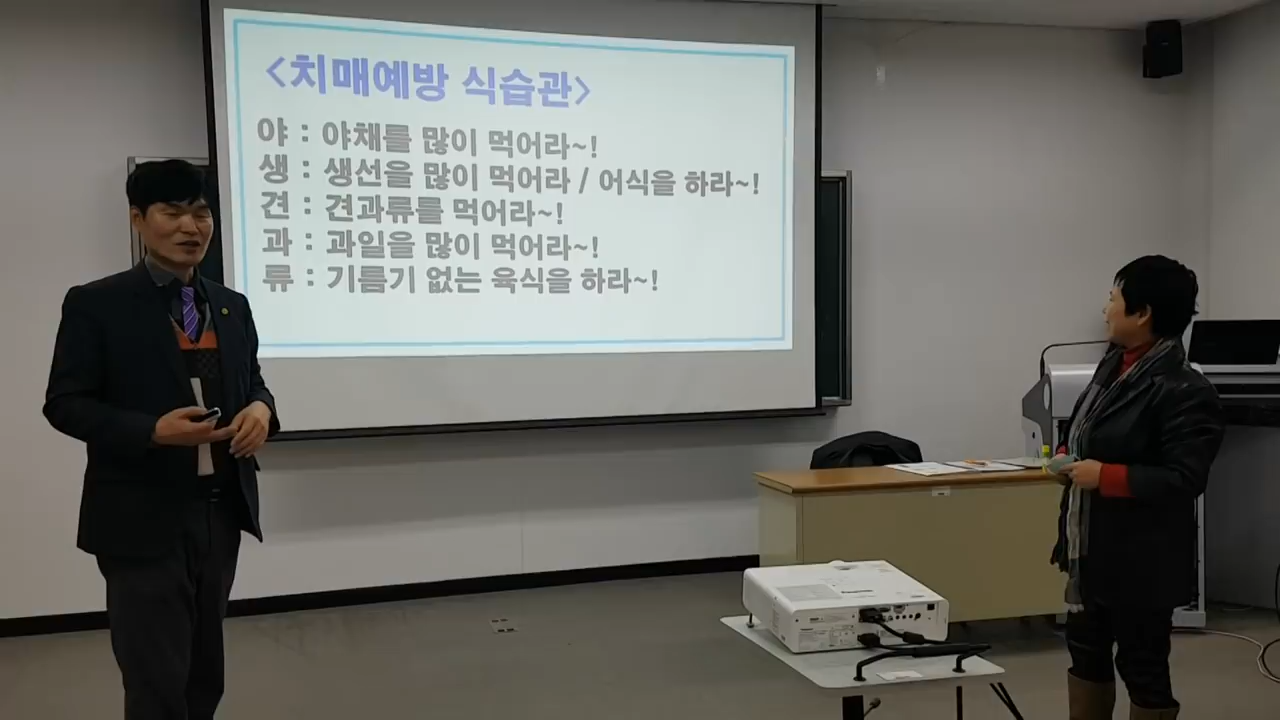 <치매예방 식습관>
야 : 야채를 많이 먹어라~!
생 : 생선을 많이 먹어라 / 어식을 하라~!
견 : 견과류를 먹어라~!
과 : 과일을 많이 먹어라~!
류 : 기름기 없는 육식을 하라~!